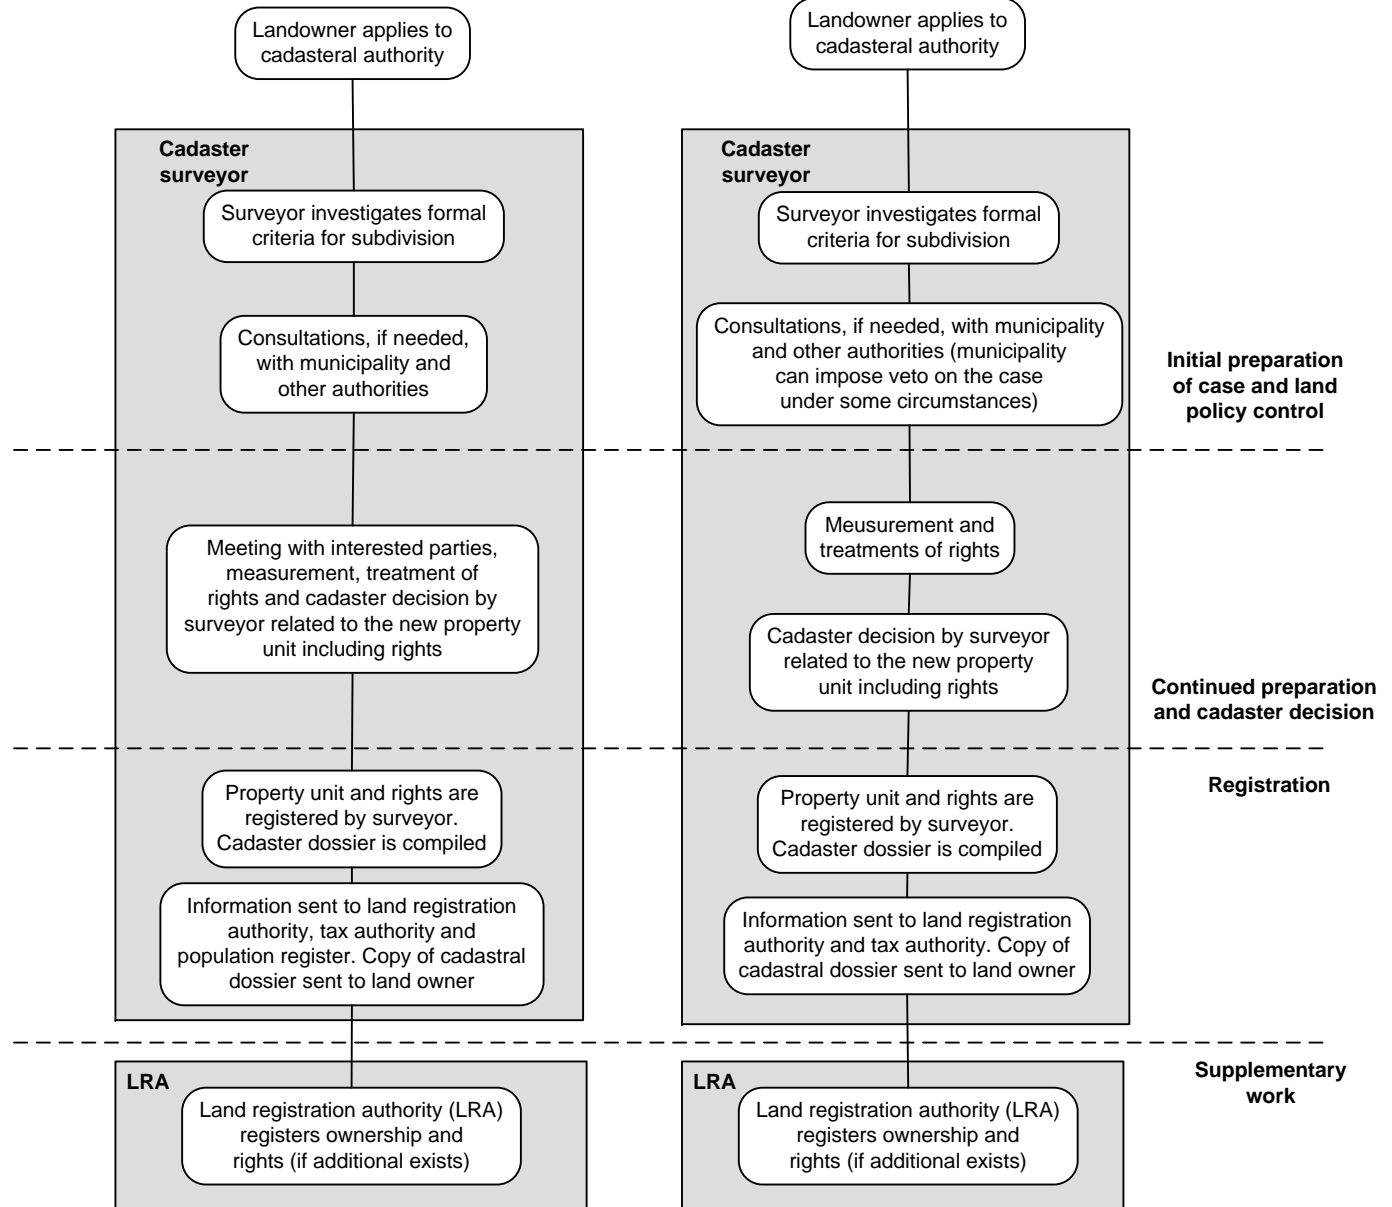 Landowner applies to
cadasteral authority
Cadaster
surveyor
Surveyor investigates formal
criteria for subdivision
Consultations, if needed,
with municipality and
other authorities
Meeting with interested parties,
measurement, treatment of
rights and cadaster decision by
surveyor related to the new property
unit including rights
Property unit and rights are
registered by surveyor.
Cadaster dossier is compiled
Information sent to land registration
authority, tax authority and
population register. Copy of cadastral
dossier sent to land owner
LRA
Land registration authority (LRA)
registers ownership and
rights (if additional exists)
Landowner applies to
cadasteral authority
Cadaster
surveyor
Surveyor investigates formal
criteria for subdivision
Consultations, if needed, with municipality
and other authorities (municipality
can impose veto on the case
under some circumstances)
Meusurement and
treatments of rights
Cadaster decision by surveyor
related to the new property
unit including rights
Property unit and rights are
registered by surveyor.
Cadaster dossier is compiled
Information sent to land registration
authority and tax authority. Copy of
cadastral dossier sent to land owner
LRA
Land registration authority (LRA)
registers ownership and
rights (if additional exists)
Initial preparation
of case and land
policy control
Continued preparation
and cadaster decision
Registration
Supplementary
work